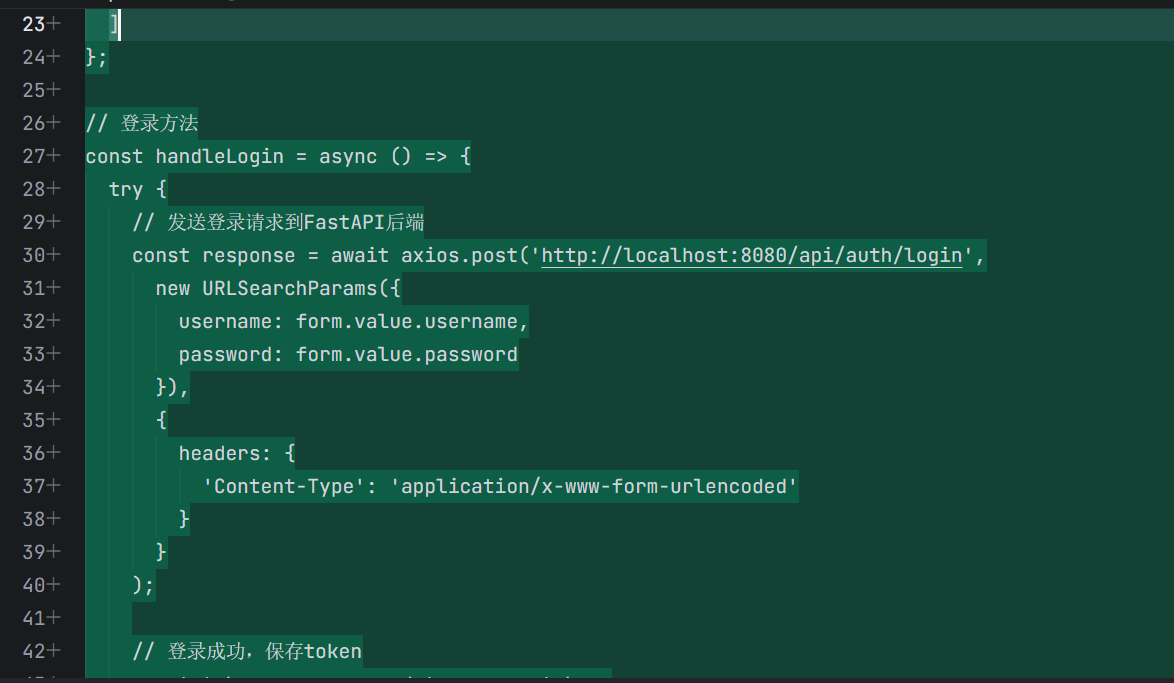 23+ ]
24+ };
25+
26+ // 登录方法
27+ const handleLogin = async () => {
28+ try {
29+ // 发送登录请求到FastAPI后端
30+ const response = await axios.post('http://localhost:8080/api/auth/login',
31+ new URLSearchParams({
32+ username: form.value.username,
33+ password: form.value.password
34+ }),
35+ {
36+ headers: {
37+ 'Content-Type': 'application/x-www-form-urlencoded'
38+ }
39+ }
40+ );
41+
42+ // 登录成功，保存token